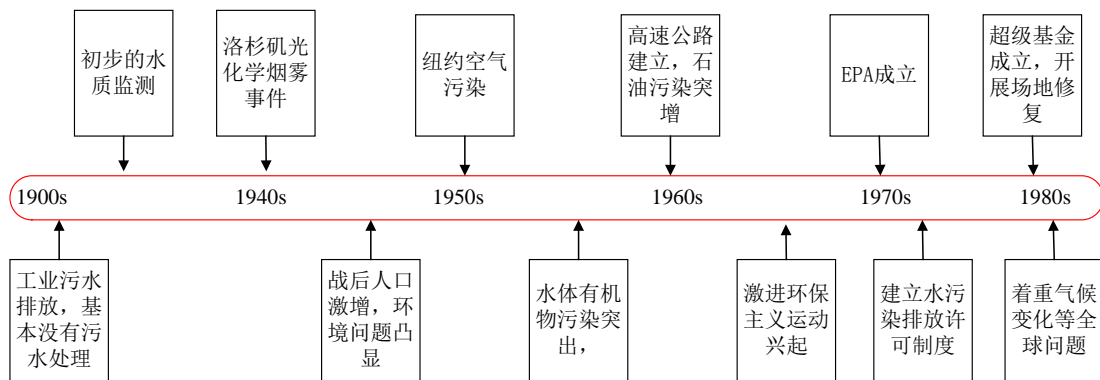 初步的水
质监测
洛杉矶光
化学烟雾
事件
纽约空气
污染
高速公路
建立，石
油污染突
增
EPA成立
超级基金
成立，开
展场地修
复
1900s
1940s
1950s
1960s
1970s
1980s
工业污水
排放，基
本没有污
水处理
战后人口
激增，环
境问题凸
显
水体有机
物污染突
出，
激进环保
主义运动
兴起
建立水污
染排放许
可制度
着重气候
变化等全
球问题